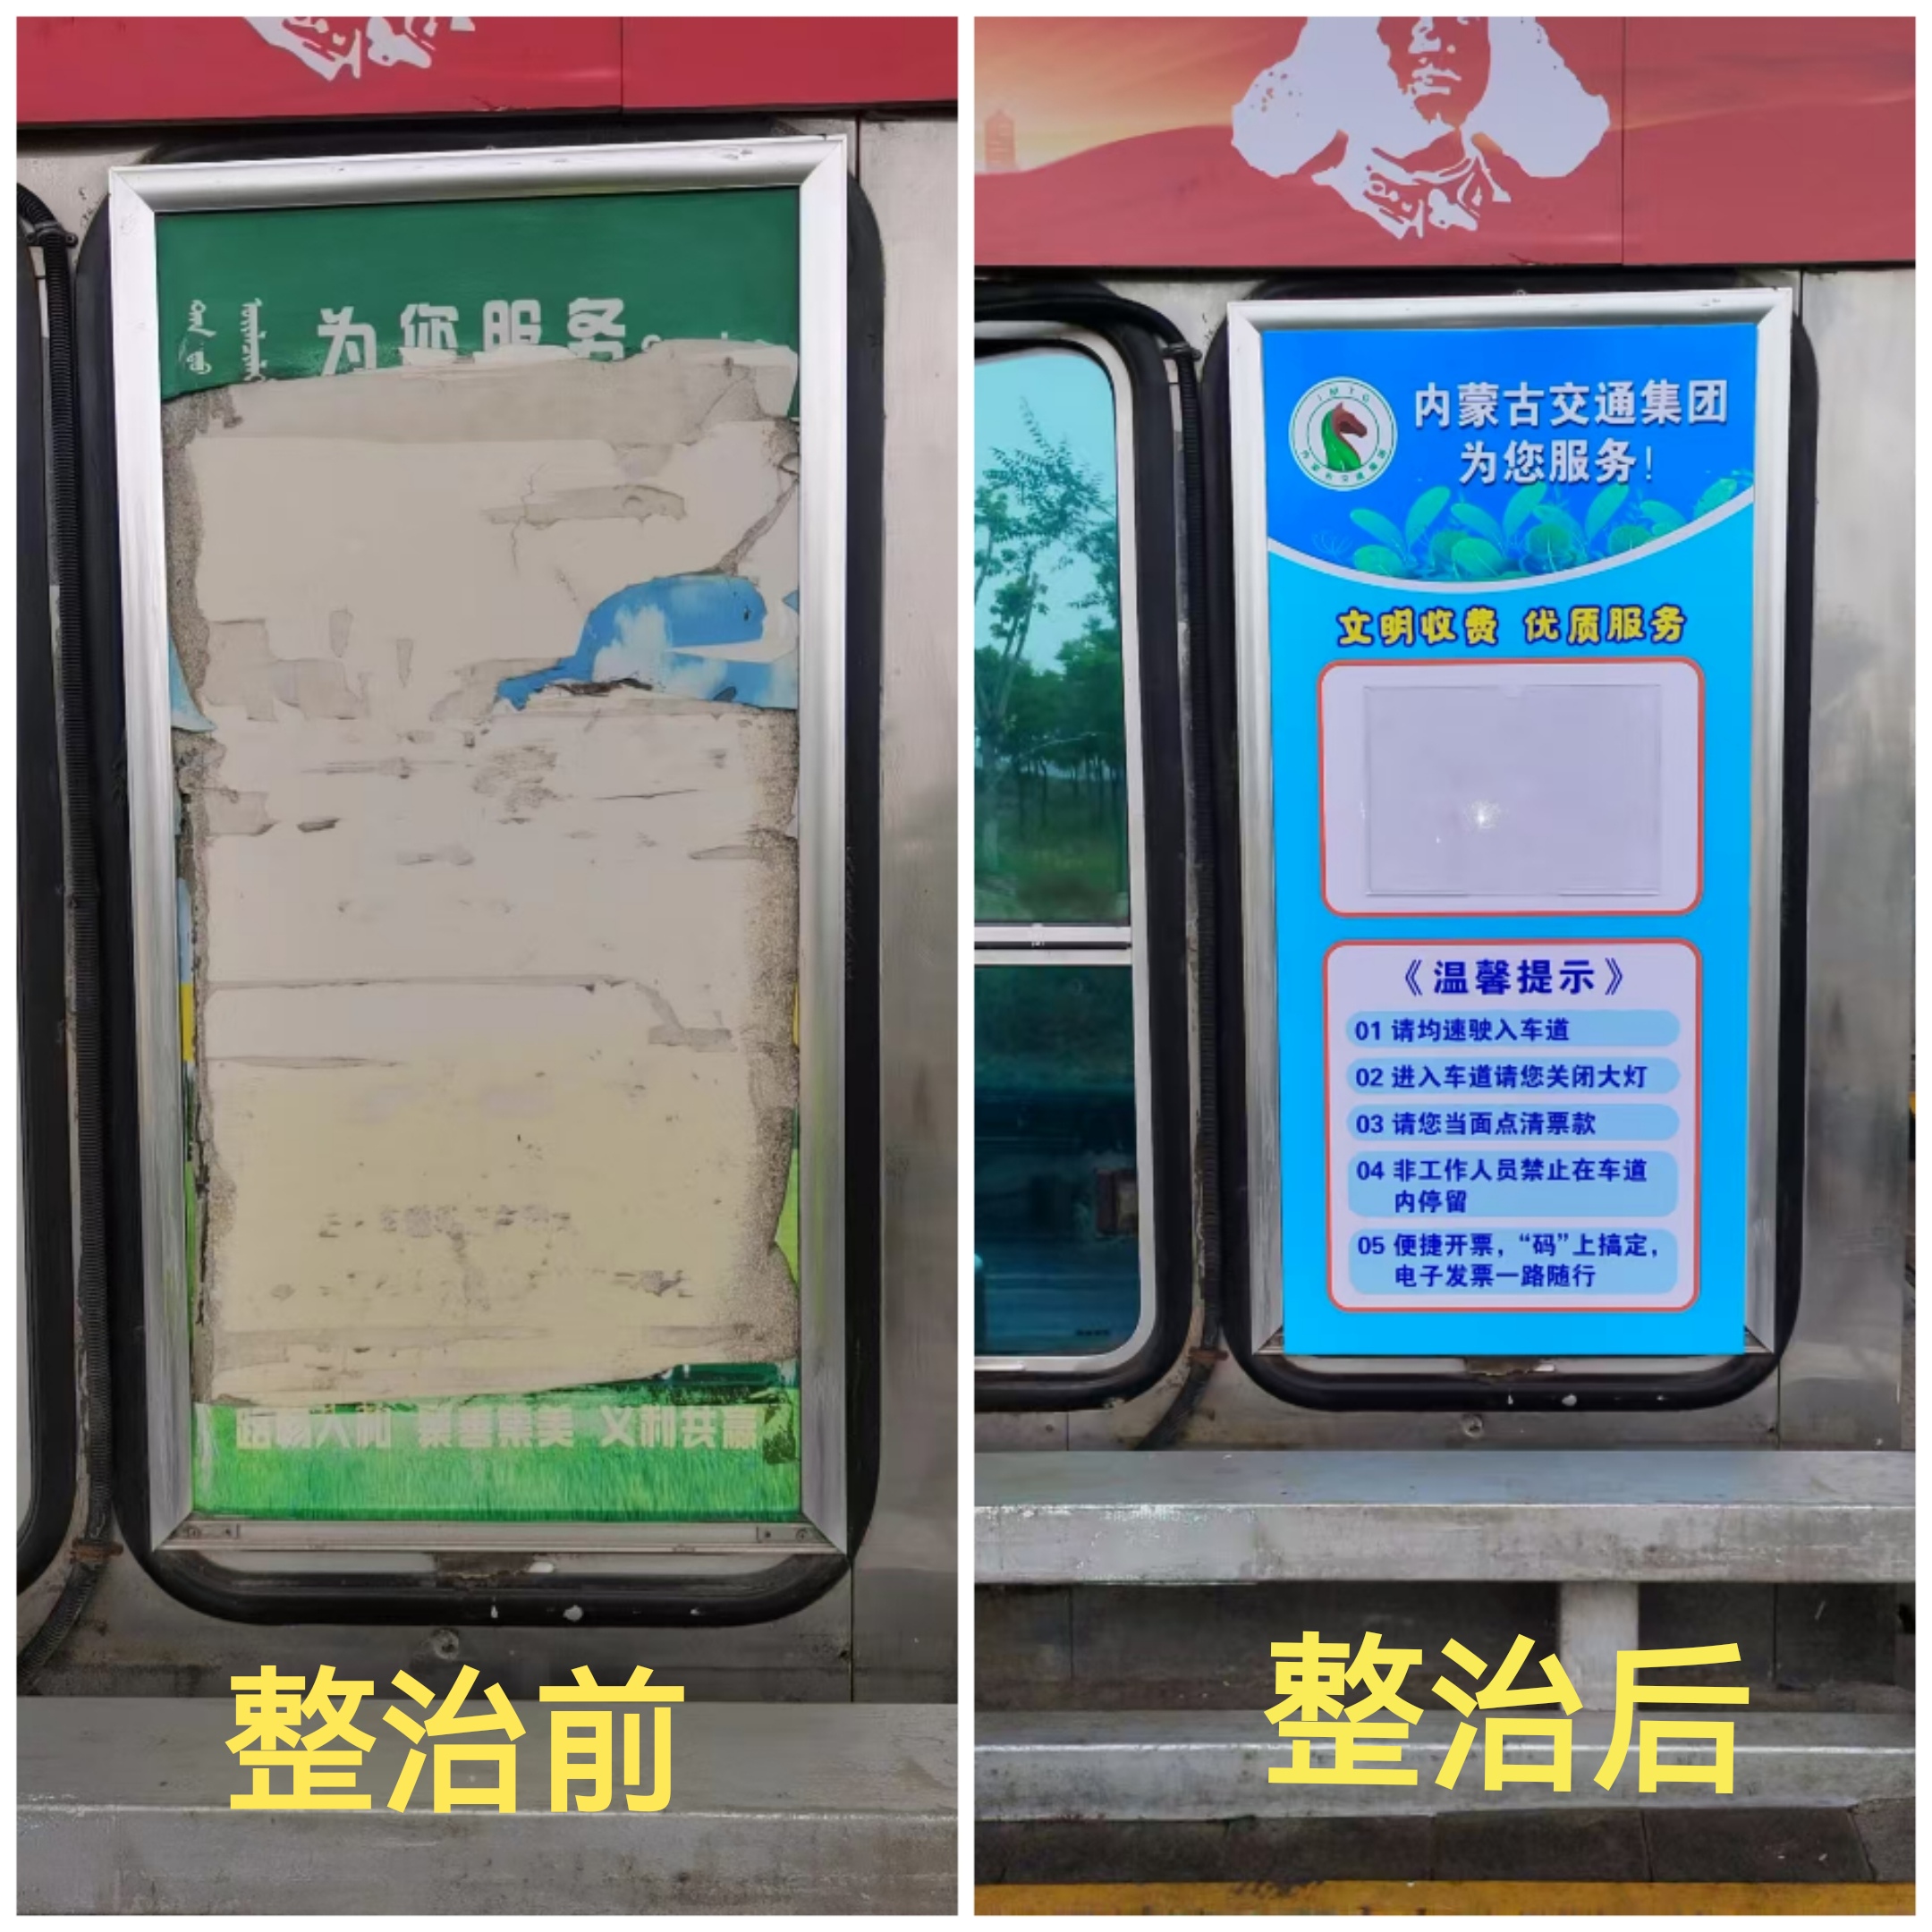 为您服务
整治前
IMTG
内蒙古交通集团
为您服务!
文明收费 优质服务
《温馨提示》
01 请均速驶入车道
02 进入车道请您关闭大灯
03 请您当面点清票款
04 非工作人员禁止在车道
内停留
05 便捷开票，“码”上搞定，
电子发票一路随行
整治后